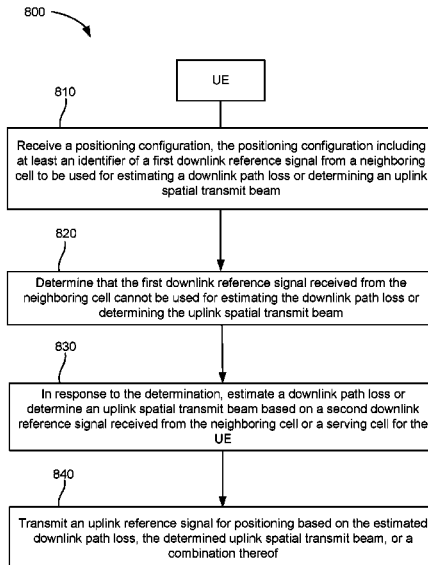 800
UE
810
Receive a positioning configuration, the positioning configuration including
at least an identifier of a first downlink reference signal from a neighboring
cell to be used for estimating a downlink path loss or determining an uplink
spatial transmit beam
820
Determine that the first downlink reference signal received from the
neighboring cell cannot be used for estimating the downlink path loss or
determining the uplink spatial transmit beam
830
In response to the determination, estimate a downlink path loss or
determine an uplink spatial transmit beam based on a second downlink
reference signal received from the neighboring cell or a serving cell for the
UE
840
Transmit an uplink reference signal for positioning based on the estimated
downlink path loss, the determined uplink spatial transmit beam, or a
combination thereof